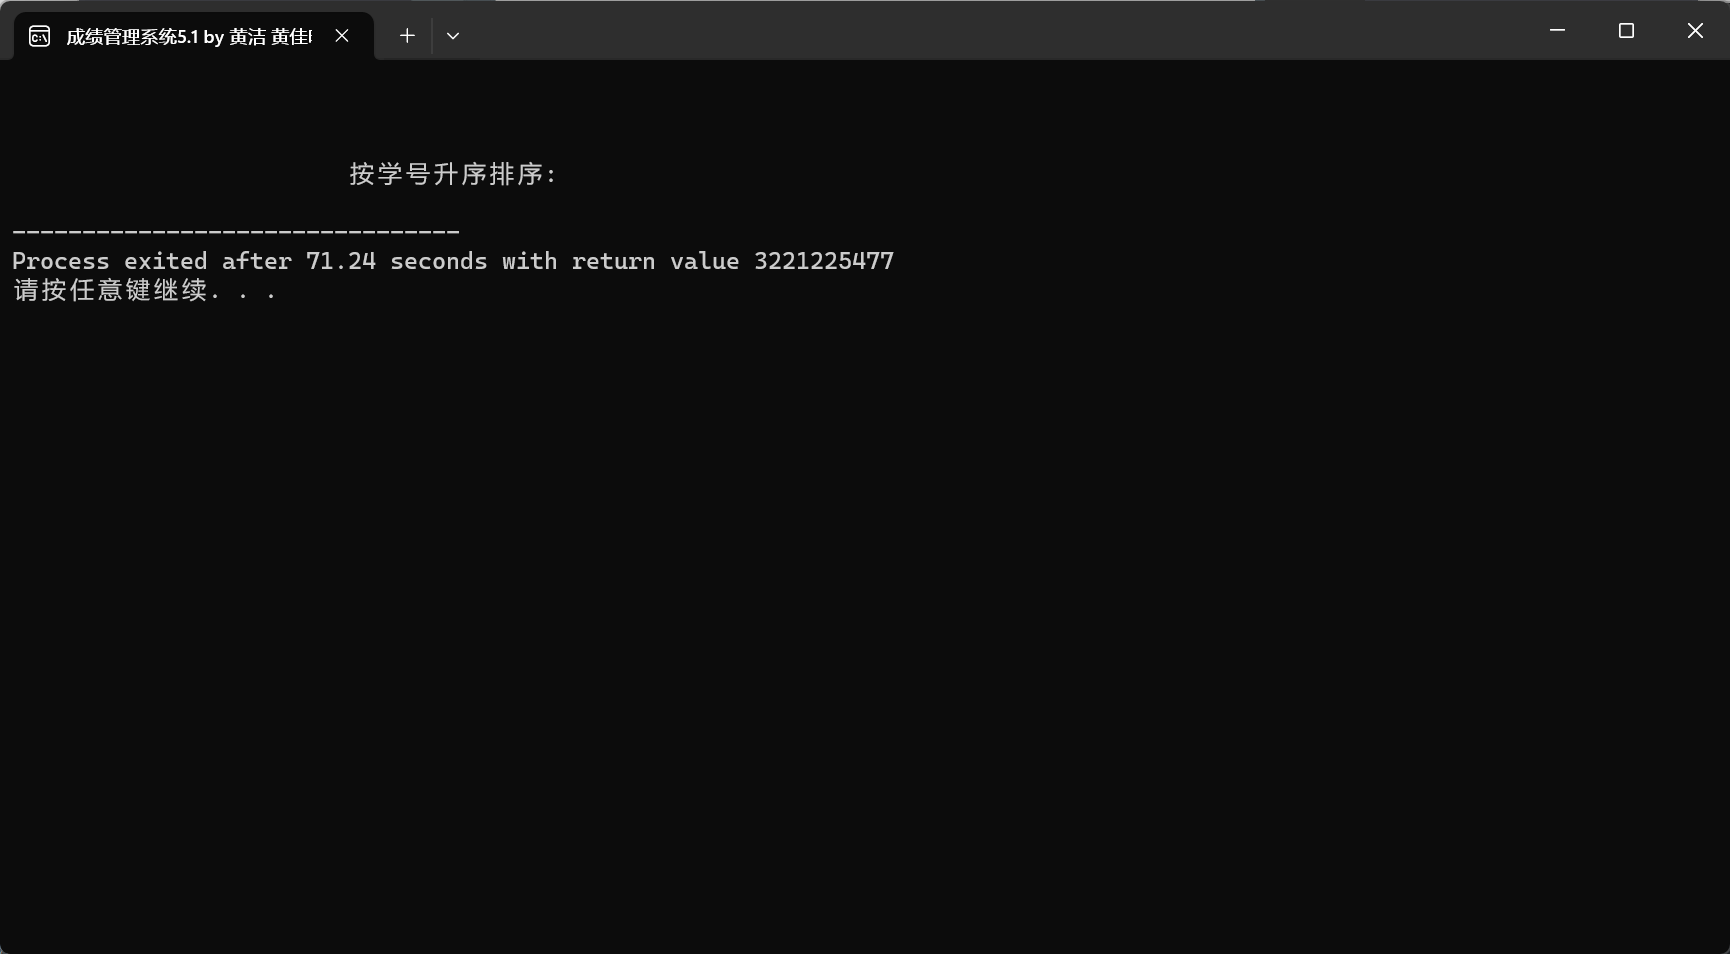 成绩管理系统5.1 by 黄洁 黄佳
按学号升序排序:
--------------------------------
Process exited after 71.24 seconds with return value 3221225477
请按任意键继续. . .